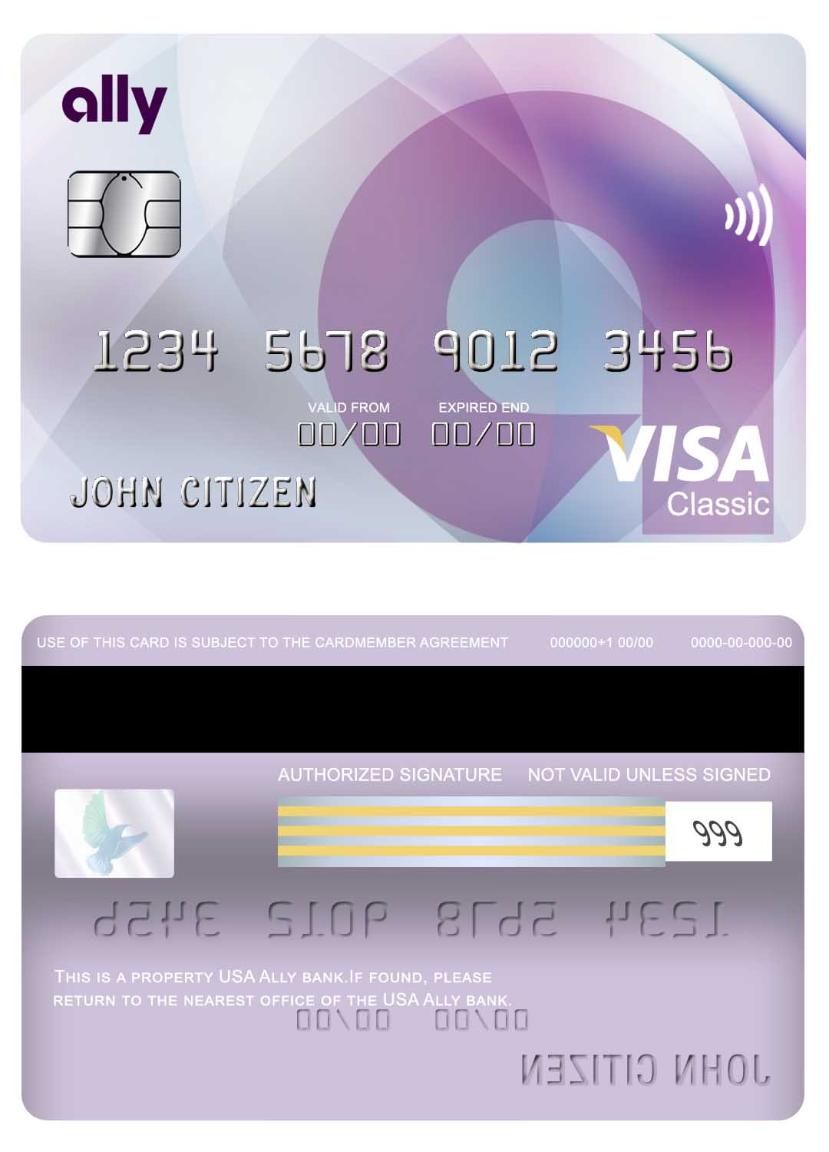 ally
1234 5678 9012 3456
VALID FROM EXPIRED END
00/00 00/00
VISA
JOHN CITIZEN
Classic
USE OF THIS CARD IS SUBJECT TO THE CARDMEMBER AGREEMENT 000000+1 00/00 0000-00-000-00
AUTHORIZED SIGNATURE NOT VALID UNLESS SIGNED
999
1234 5678 9012 3456
THIS IS A PROPERTY USA ALLY BANK.IF FOUND, PLEASE
RETURN TO THE NEAREST OFFICE OF THE USA ALLY BANK.
00/00 00/00
JOHN CITIZEN